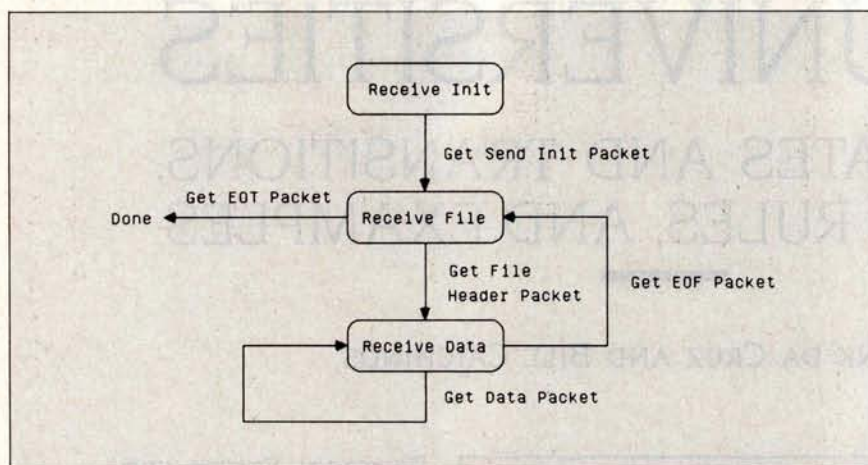 Receive Init
Get Send Init Packet
Get EOT Packet
Done
Receive File
Get File
Header Packet
Get EOF Packet
Receive Data
Get Data Packet